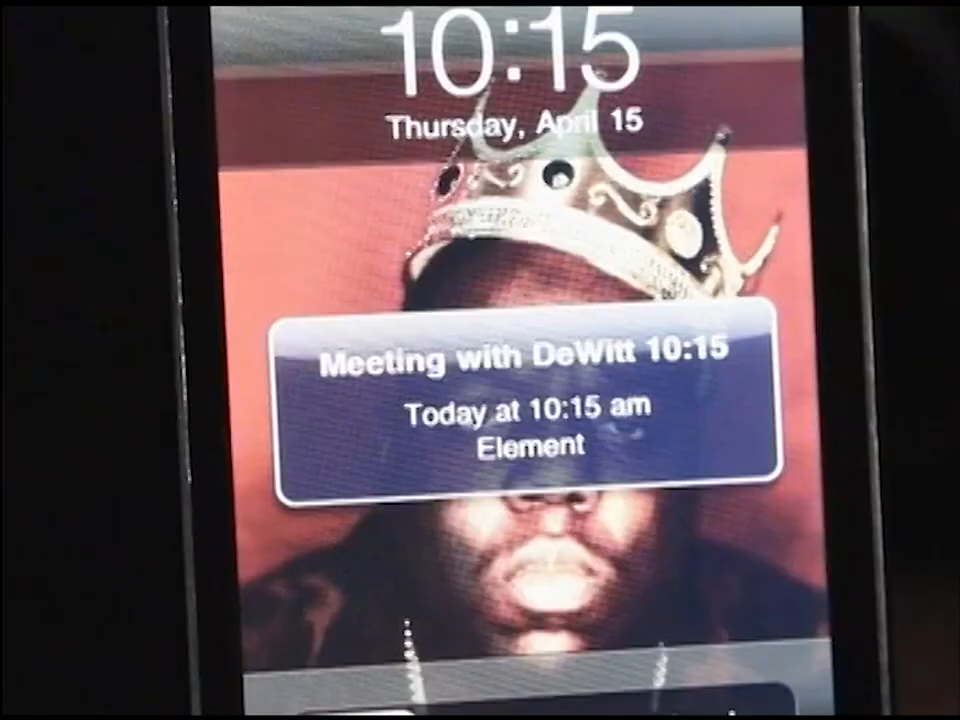 10:15
Thursday, April 15
Meeting with DeWitt 10:15
Today at 10:15 am
Element